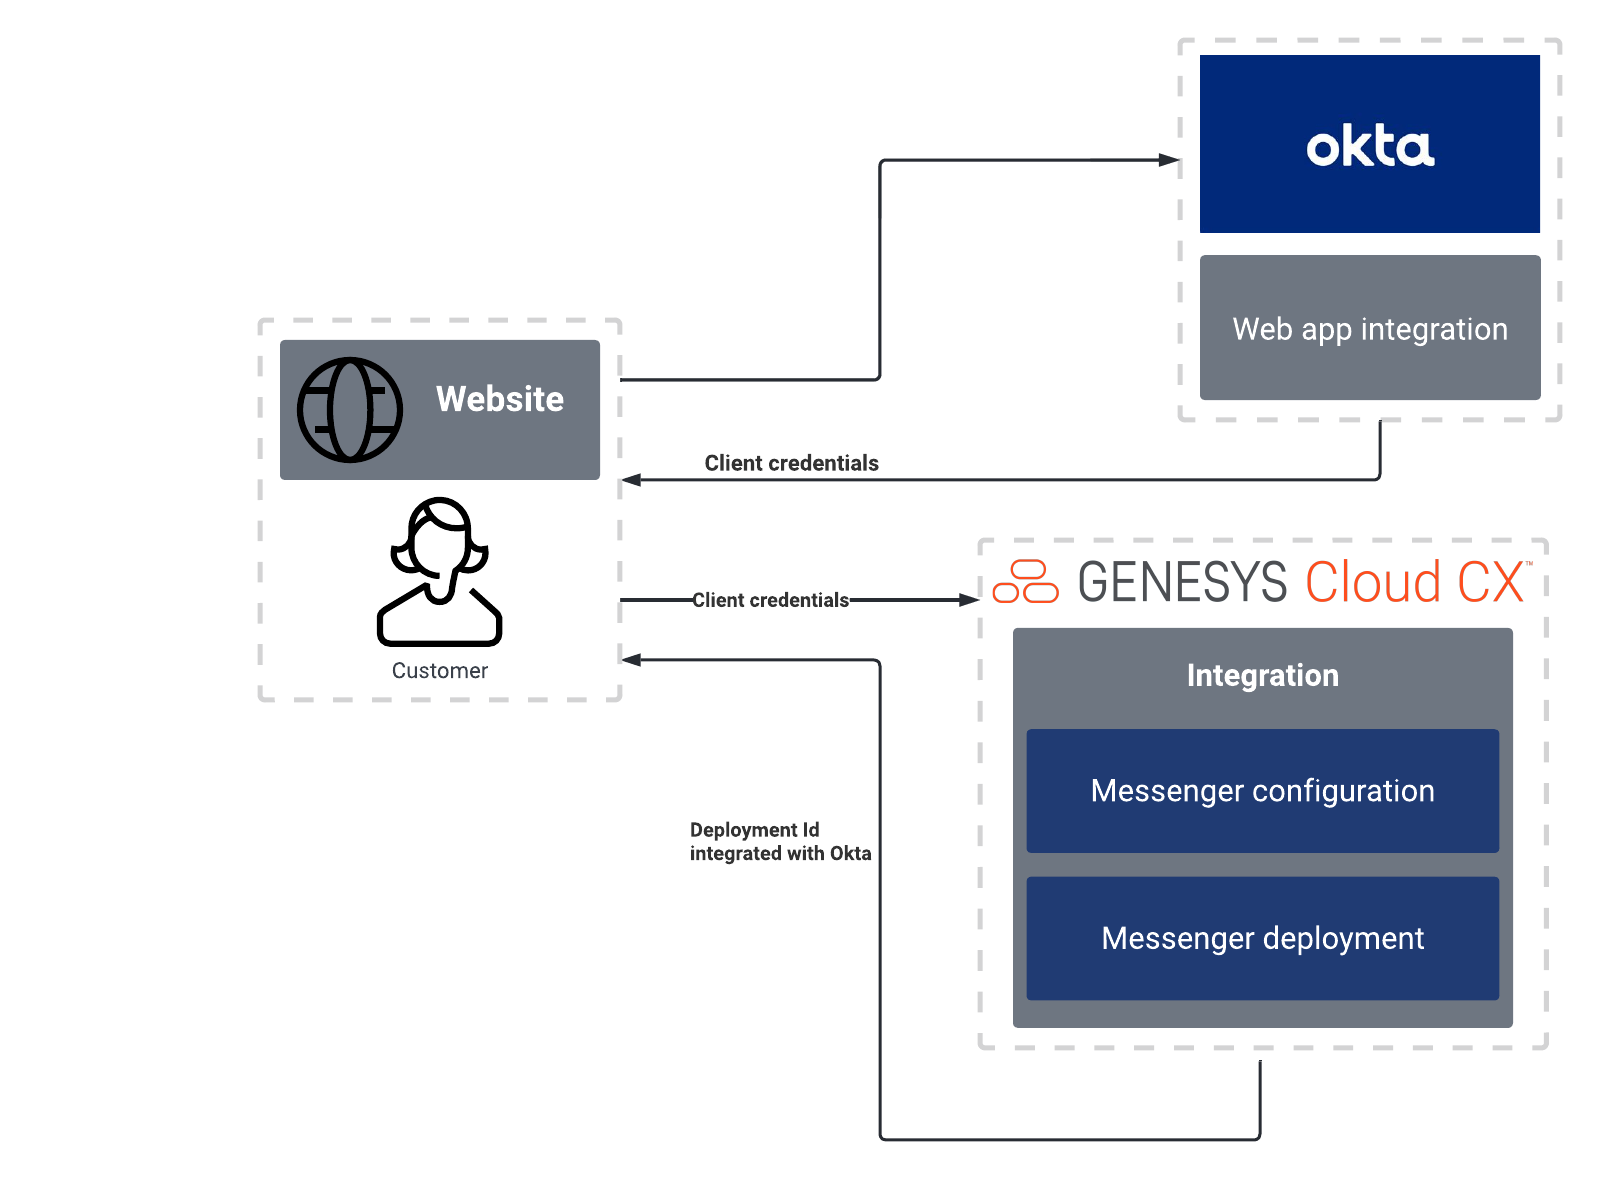 okta
Web app integration
Website
Customer
Client credentials
Client credentials
GENESYS Cloud CX™
Integration
Messenger configuration
Messenger deployment
Deployment Id
integrated with Okta